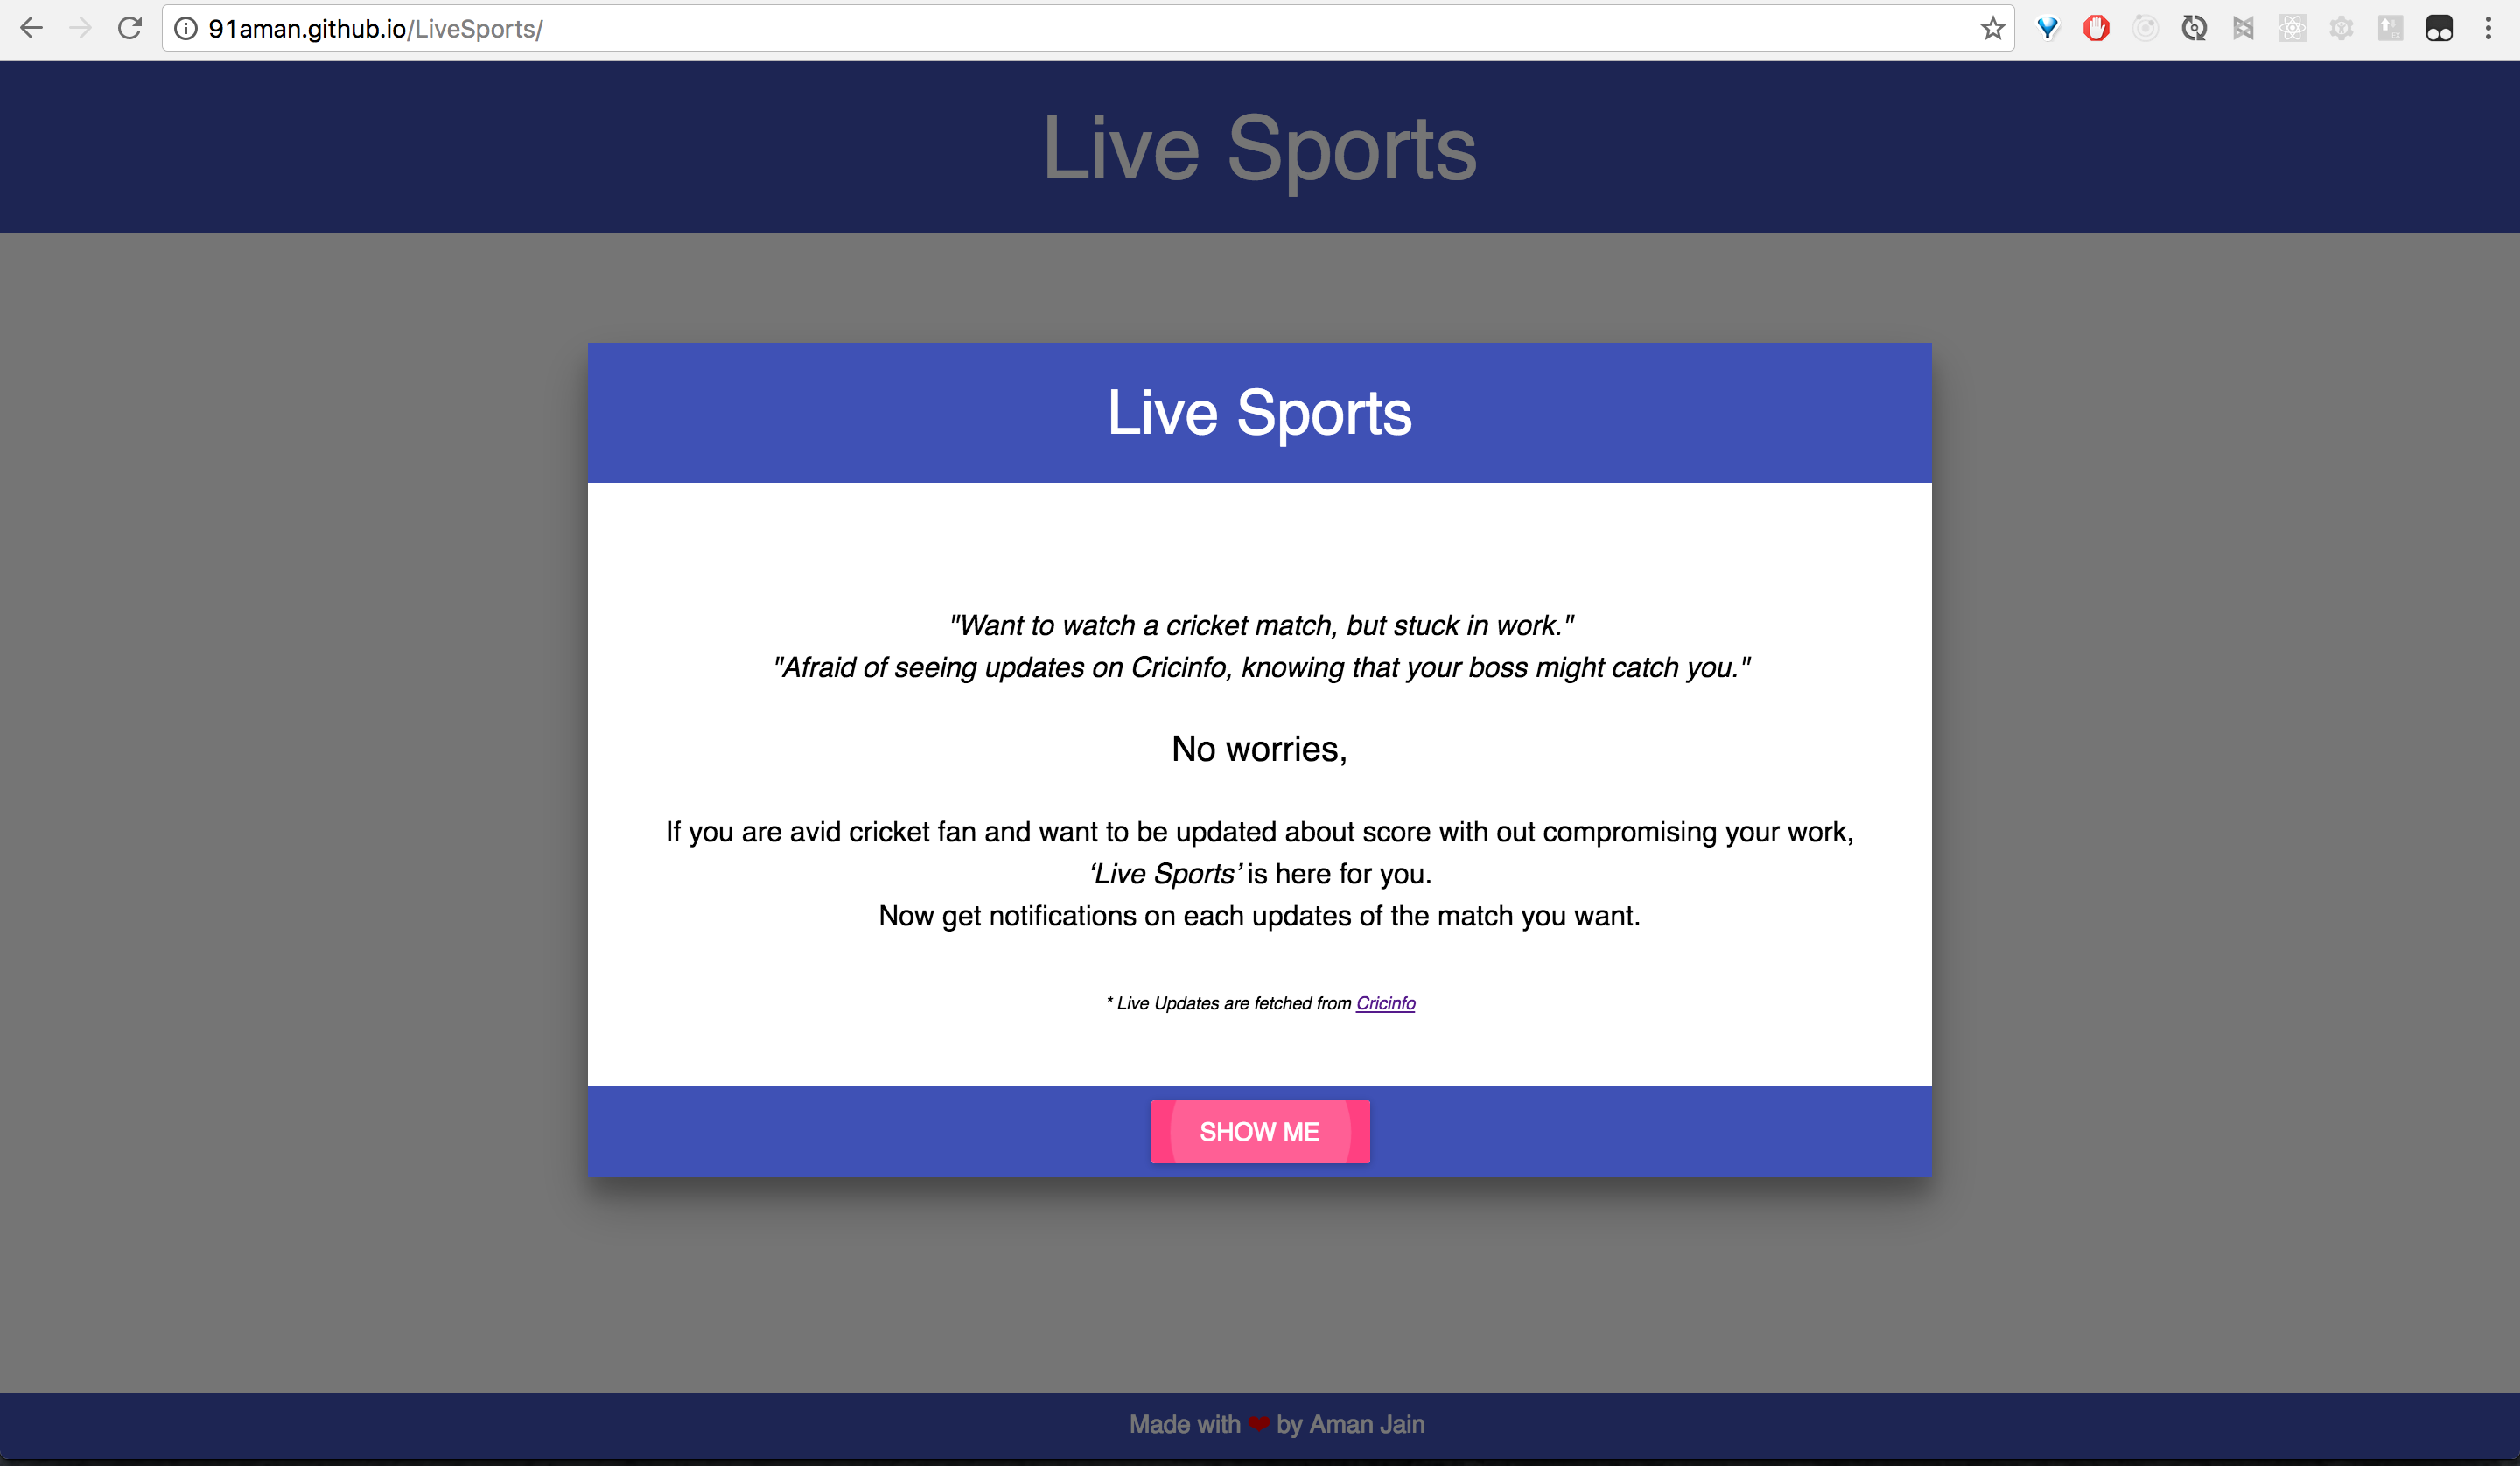 91aman.github.io/LiveSports/
Live Sports
Live Sports
"Want to watch a cricket match, but stuck in work."
"Afraid of seeing updates on Cricinfo, knowing that your boss might catch you."
No worries,
If you are avid cricket fan and want to be updated about score with out compromising your work,
‘Live Sports’ is here for you.
Now get notifications on each updates of the match you want.
* Live Updates are fetched from Cricinfo
SHOW ME
Made with ❤ by Aman Jain